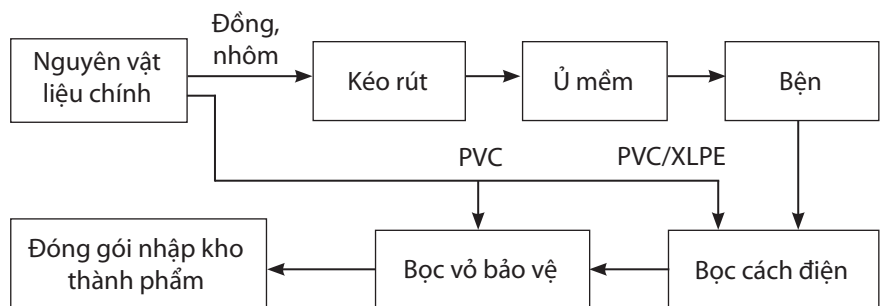 Đồng,
nhôm
Nguyên vật
liệu chính
Kéo rút
Ủ mềm
Bện
PVC
PVC/XLPE
Đóng gói nhập kho
thành phẩm
Bọc vỏ bảo vệ
Bọc cách điện